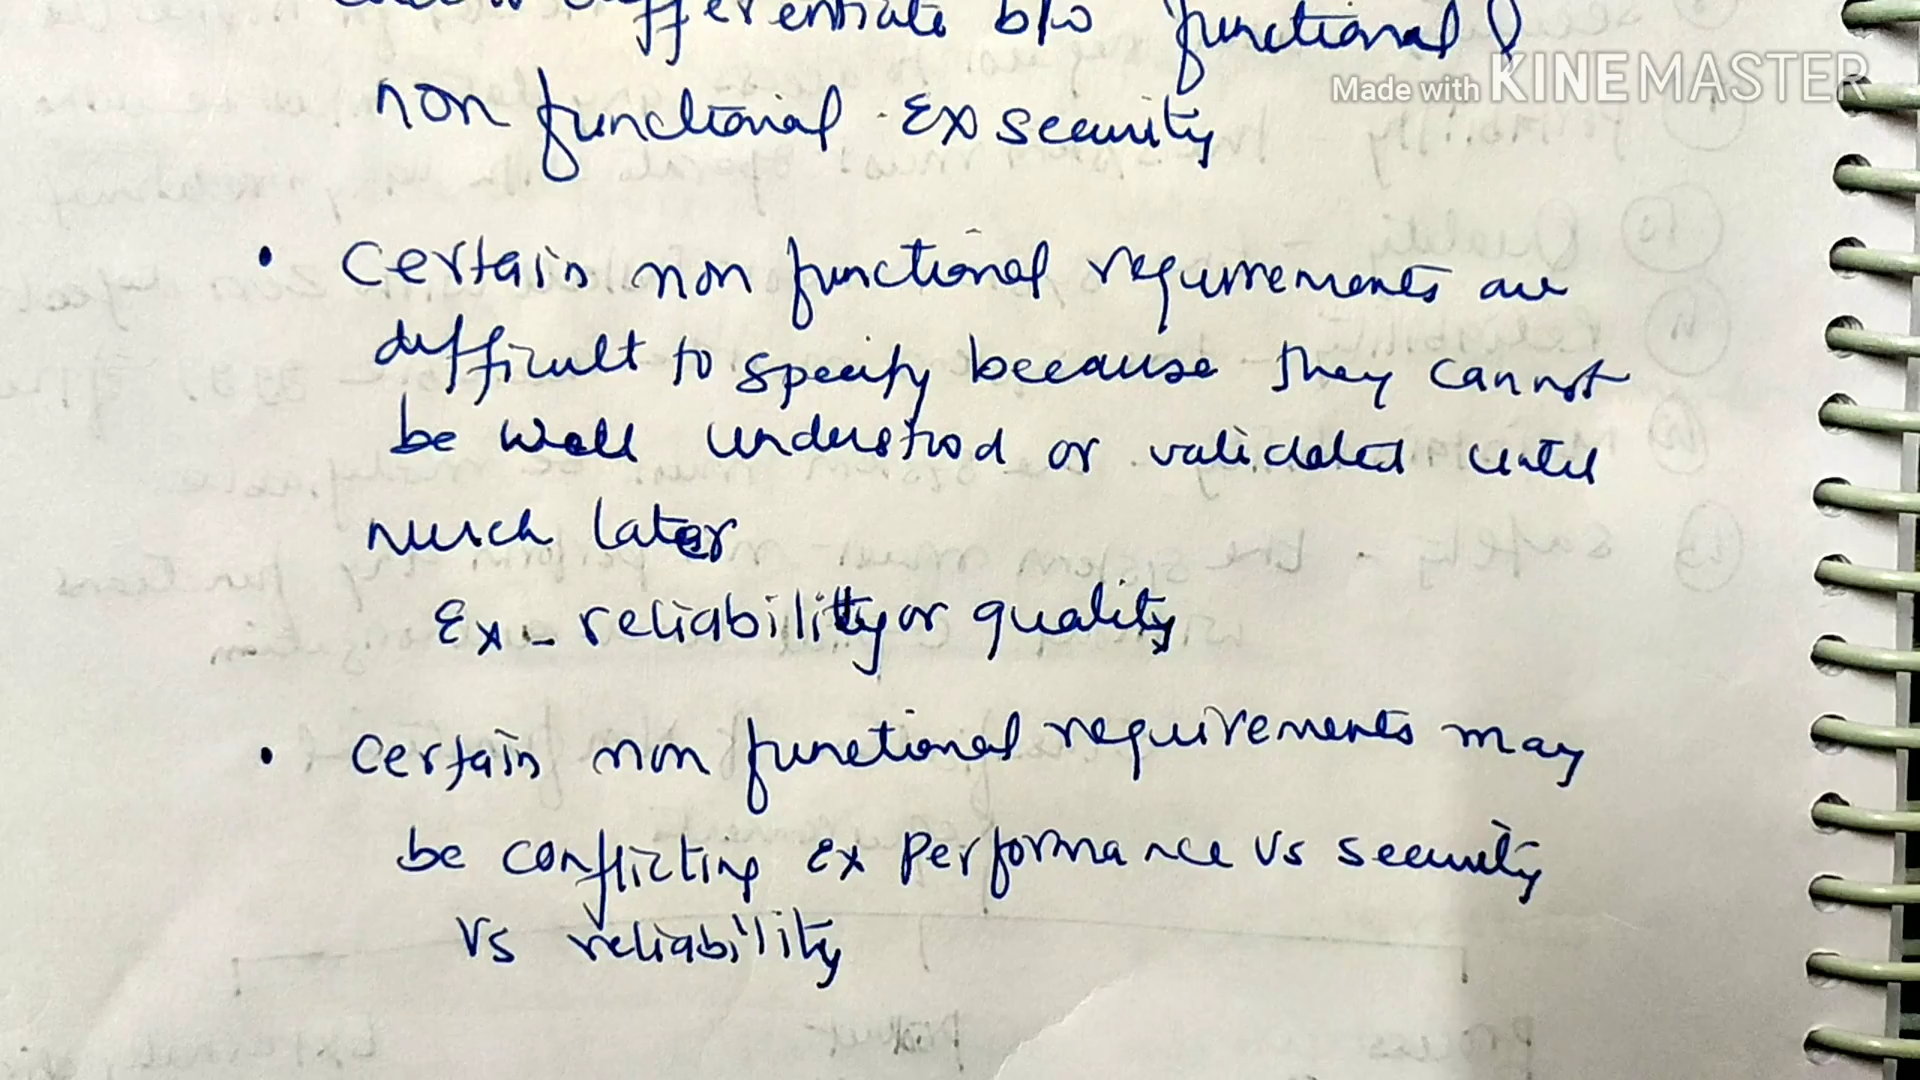 differentiate b/w functional &
non functional. Ex security
Made with KINEMASTER
• Certain non functional requirements are
difficult to specify because they cannot
be well understood or validated until
much later
Ex - reliability or quality
• Certain non functional requirements may
be conflicting Ex Performance Vs security
Vs reliability